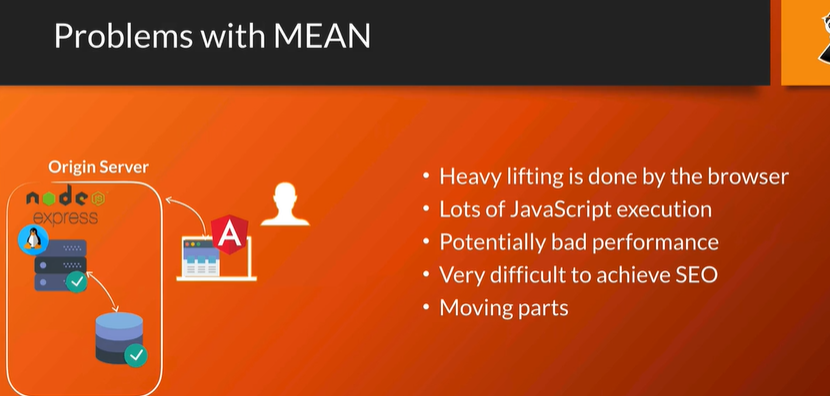 Problems with MEAN
Origin Server
node
express
A
• Heavy lifting is done by the browser
• Lots of JavaScript execution
• Potentially bad performance
• Very difficult to achieve SEO
• Moving parts